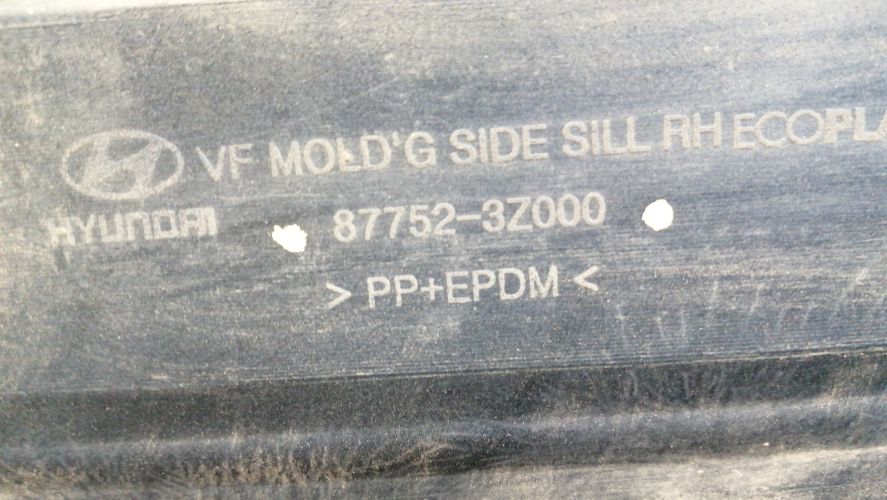 VF MOLD'G SIDE SILL RH ECOPLA
HYUNDAI
87752-3Z000
> PP+EPDM <